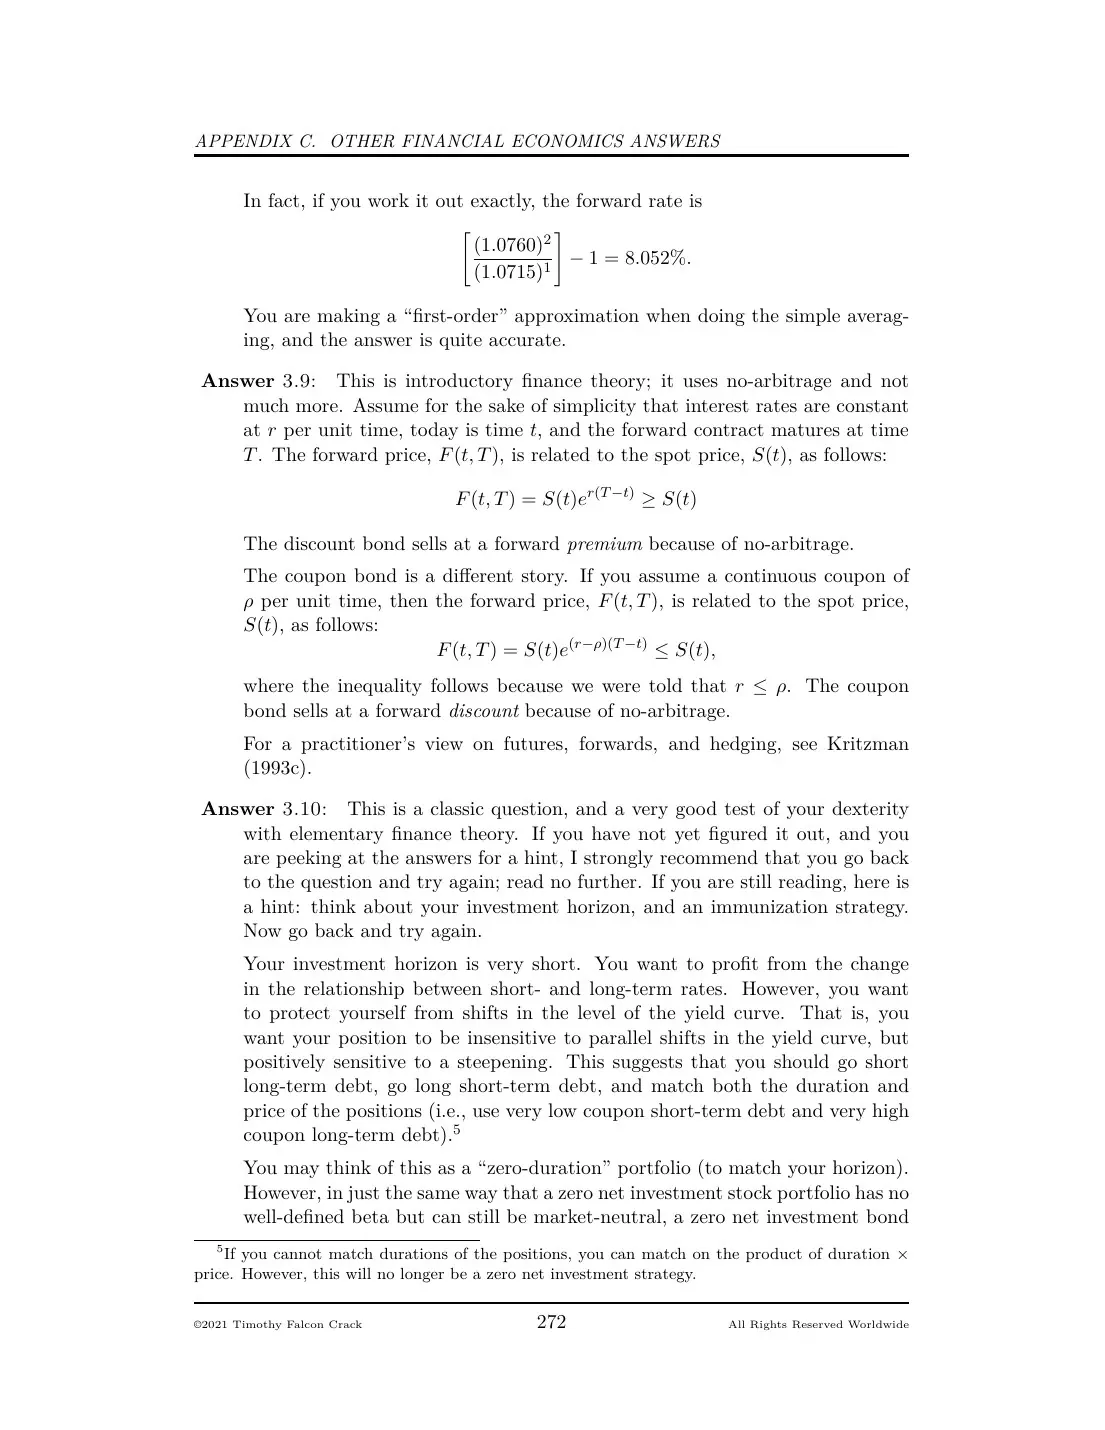 APPENDIX C. OTHER FINANCIAL ECONOMICS ANSWERS
In fact, if you work it out exactly, the forward rate is
[(1.0760)²/(1.0715)¹] − 1 = 8.052%.
You are making a “first-order” approximation when doing the simple averag-
ing, and the answer is quite accurate.
Answer 3.9: This is introductory finance theory; it uses no-arbitrage and not
much more. Assume for the sake of simplicity that interest rates are constant
at r per unit time, today is time t, and the forward contract matures at time
T. The forward price, F(t, T), is related to the spot price, S(t), as follows:
F(t, T) = S(t)e^{r(T−t)} ≥ S(t)
The discount bond sells at a forward premium because of no-arbitrage.
The coupon bond is a different story. If you assume a continuous coupon of
ρ per unit time, then the forward price, F(t, T), is related to the spot price,
S(t), as follows:
F(t, T) = S(t)e^{(r−ρ)(T−t)} ≤ S(t),
where the inequality follows because we were told that r ≤ ρ. The coupon
bond sells at a forward discount because of no-arbitrage.
For a practitioner’s view on futures, forwards, and hedging, see Kritzman
(1993c).
Answer 3.10: This is a classic question, and a very good test of your dexterity
with elementary finance theory. If you have not yet figured it out, and you
are peeking at the answers for a hint, I strongly recommend that you go back
to the question and try again; read no further. If you are still reading, here is
a hint: think about your investment horizon, and an immunization strategy.
Now go back and try again.
Your investment horizon is very short. You want to profit from the change
in the relationship between short- and long-term rates. However, you want
to protect yourself from shifts in the level of the yield curve. That is, you
want your position to be insensitive to parallel shifts in the yield curve, but
positively sensitive to a steepening. This suggests that you should go short
long-term debt, go long short-term debt, and match both the duration and
price of the positions (i.e., use very low coupon short-term debt and very high
coupon long-term debt).⁵
You may think of this as a “zero-duration” portfolio (to match your horizon).
However, in just the same way that a zero net investment stock portfolio has no
well-defined beta but can still be market-neutral, a zero net investment bond
⁵If you cannot match durations of the positions, you can match on the product of duration ×
price. However, this will no longer be a zero net investment strategy.
©2021 Timothy Falcon Crack 272 All Rights Reserved Worldwide